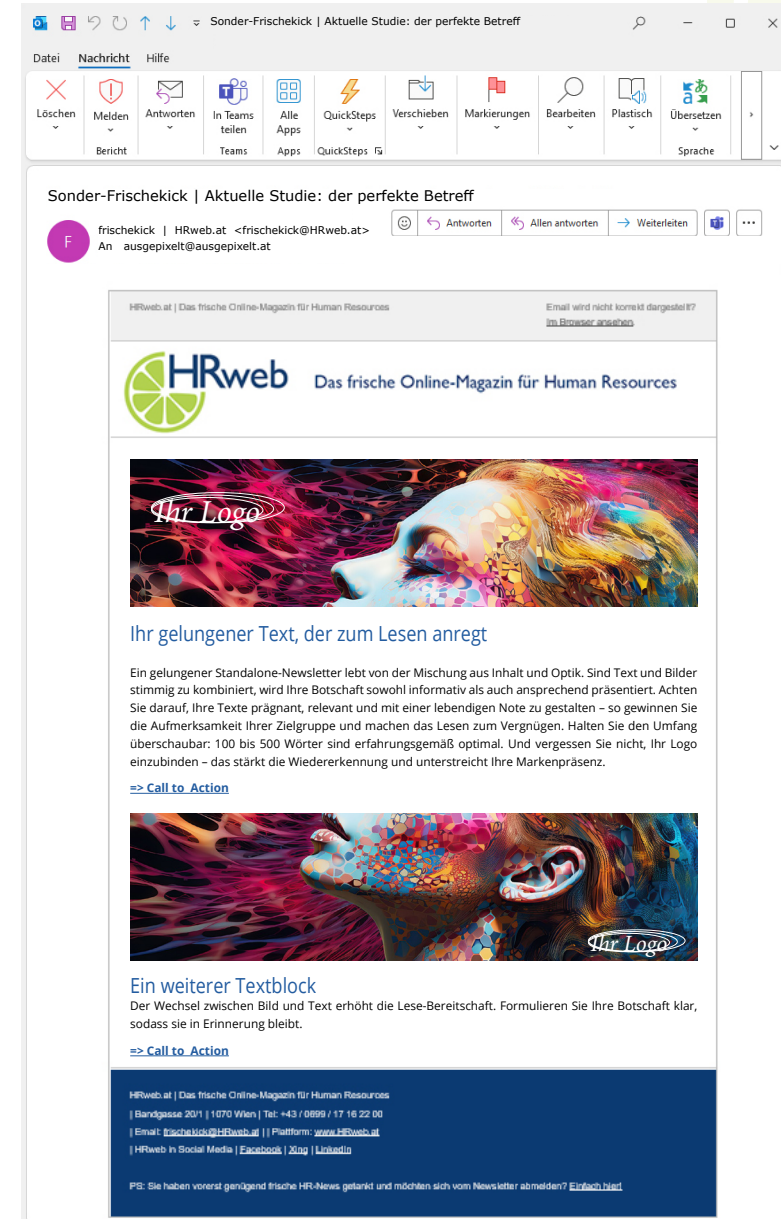 Sonder-Frischekick | Aktuelle Studie: der perfekte Betreff
Datei Nachricht Hilfe
Löschen Melden Antworten In Teams teilen Alle Apps QuickSteps Verschieben Markierungen Bearbeiten Plastisch Übersetzen
Bericht Teams Apps QuickSteps Sprache
Sonder-Frischekick | Aktuelle Studie: der perfekte Betreff
F
frischekick | HRweb.at <frischekick@HRweb.at>
An ausgepixelt@ausgepixelt.at
Antworten Allen antworten Weiterleiten
HRweb.at | Das frische Online-Magazin für Human Resources
Email wird nicht korrekt dargestellt?
Im Browser ansehen.
HRweb Das frische Online-Magazin für Human Resources
Ihr Logo
Ihr gelungener Text, der zum Lesen anregt
Ein gelungener Standalone-Newsletter lebt von der Mischung aus Inhalt und Optik. Sind Text und Bilder
stimmig zu kombiniert, wird Ihre Botschaft sowohl informativ als auch ansprechend präsentiert. Achten
Sie darauf, Ihre Texte prägnant, relevant und mit einer lebendigen Note zu gestalten – so gewinnen Sie
die Aufmerksamkeit Ihrer Zielgruppe und machen das Lesen zum Vergnügen. Halten Sie den Umfang
überschaubar: 100 bis 500 Wörter sind erfahrungsgemäß optimal. Und vergessen Sie nicht, Ihr Logo
einzubinden – das stärkt die Wiedererkennung und unterstreicht Ihre Markenpräsenz.
=> Call to Action
Ihr Logo
Ein weiterer Textblock
Der Wechsel zwischen Bild und Text erhöht die Lese-Bereitschaft. Formulieren Sie Ihre Botschaft klar,
sodass sie in Erinnerung bleibt.
=> Call to Action
HRweb.at | Das frische Online-Magazin für Human Resources
| Bandgasse 20/1 | 1070 Wien | Tel: +43 / 0699 / 17 16 22 00
| Email: frischekick@HRweb.at | | Plattform: www.HRweb.at
| HRweb in Social Media | Facebook | Xing | LinkedIn
PS: Sie haben vorerst genügend frische HR-News getankt und möchten sich vom Newsletter abmelden? Einfach hier!